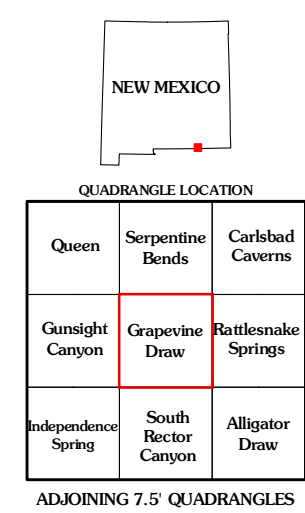 NEW MEXICO
QUADRANGLE LOCATION
Queen
Serpentine
Bends
Carlsbad
Caverns
Gunsight
Canyon
Grapevine
Draw
Rattlesnake
Springs
Independence
Spring
South
Rector
Canyon
Alligator
Draw
ADJOINING 7.5' QUADRANGLES